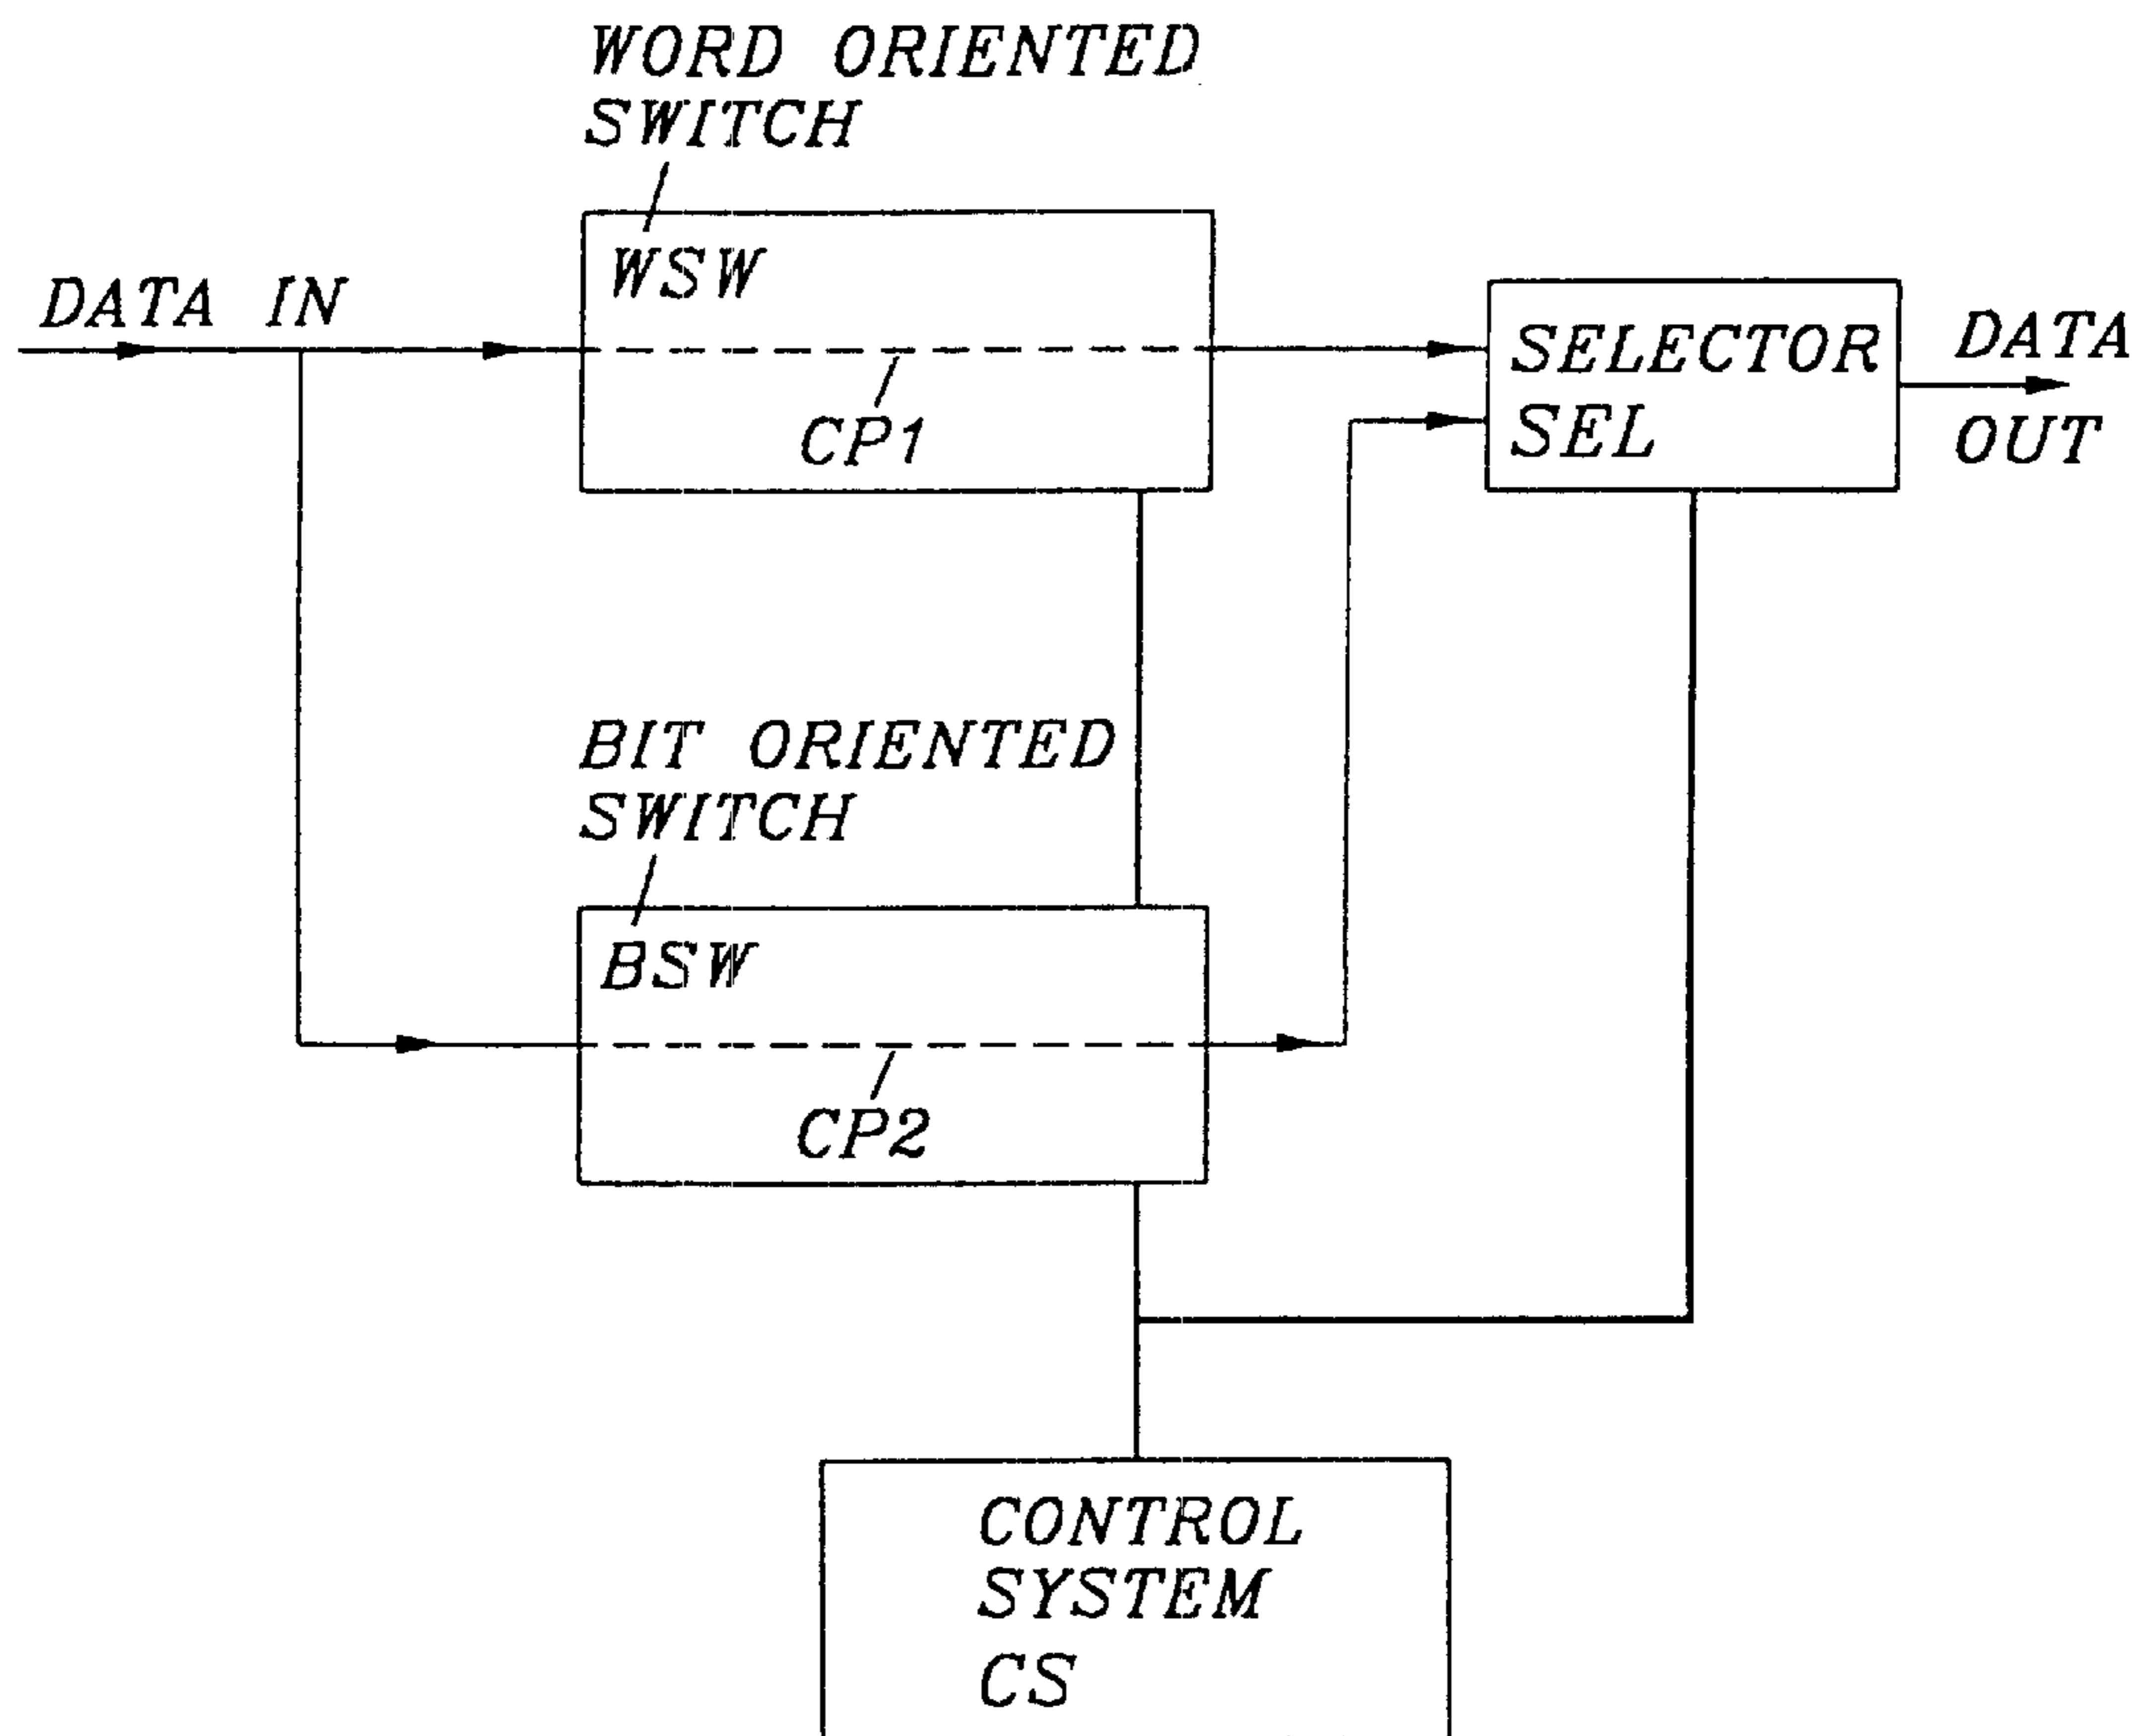 WORD ORIENTED
SWITCH
WSW
DATA IN
CP1
SELECTOR
SEL
DATA
OUT
BIT ORIENTED
SWITCH
BSW
CP2
CONTROL
SYSTEM
CS